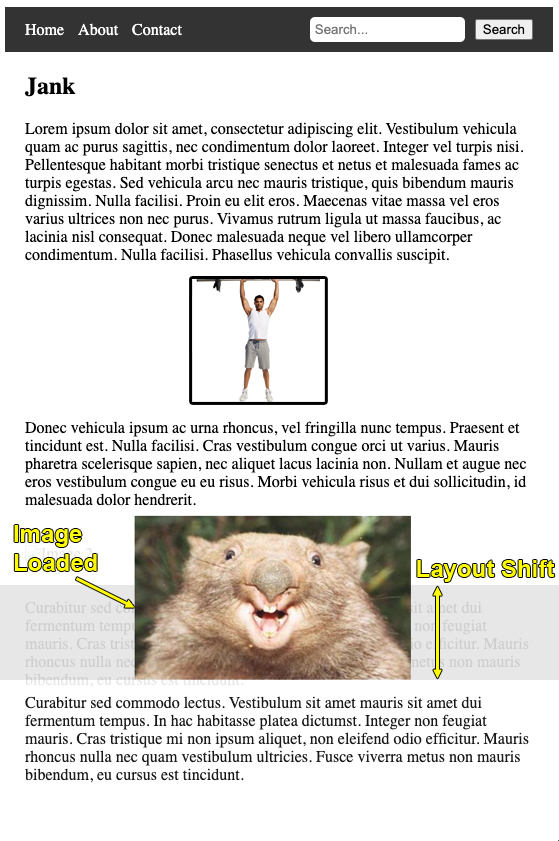 Home About Contact Search... Search
Jank
Lorem ipsum dolor sit amet, consectetur adipiscing elit. Vestibulum vehicula
quam ac purus sagittis, nec condimentum dolor laoreet. Integer vel turpis nisi.
Pellentesque habitant morbi tristique senectus et netus et malesuada fames ac
turpis egestas. Sed vehicula arcu nec mauris tristique, quis bibendum mauris
dignissim. Nulla facilisi. Proin eu elit eros. Maecenas vitae massa vel eros
varius ultrices non nec purus. Vivamus rutrum ligula ut massa faucibus, ac
lacinia nisl consequat. Donec malesuada neque vel libero ullamcorper
condimentum. Nulla facilisi. Phasellus vehicula convallis suscipit.
Donec vehicula ipsum ac urna rhoncus, vel fringilla nunc tempus. Praesent et
tincidunt est. Nulla facilisi. Cras vestibulum congue orci ut varius. Mauris
pharetra scelerisque sapien, nec aliquet lacus lacinia non. Nullam et augue nec
eros vestibulum congue eu eu risus. Morbi vehicula risus et dui sollicitudin, id
malesuada dolor hendrerit.
Image
Loaded
Layout Shift
Curabitur sed sit amet dui
fermentum non feugiat
mauris. Cras efficitur. Mauris
rhoncus nulla nec metus non mauris
bibendum, eu cursus est tincidunt.
Curabitur sed commodo lectus. Vestibulum sit amet mauris sit amet dui
fermentum tempus. In hac habitasse platea dictumst. Integer non feugiat
mauris. Cras tristique mi non ipsum aliquet, non eleifend odio efficitur. Mauris
rhoncus nulla nec quam vestibulum ultricies. Fusce viverra metus non mauris
bibendum, eu cursus est tincidunt.